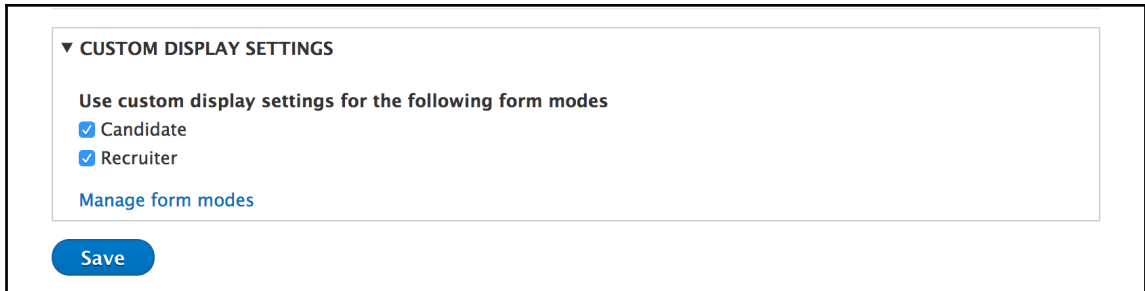 CUSTOM DISPLAY SETTINGS
Use custom display settings for the following form modes
Candidate
Recruiter
Manage form modes
Save